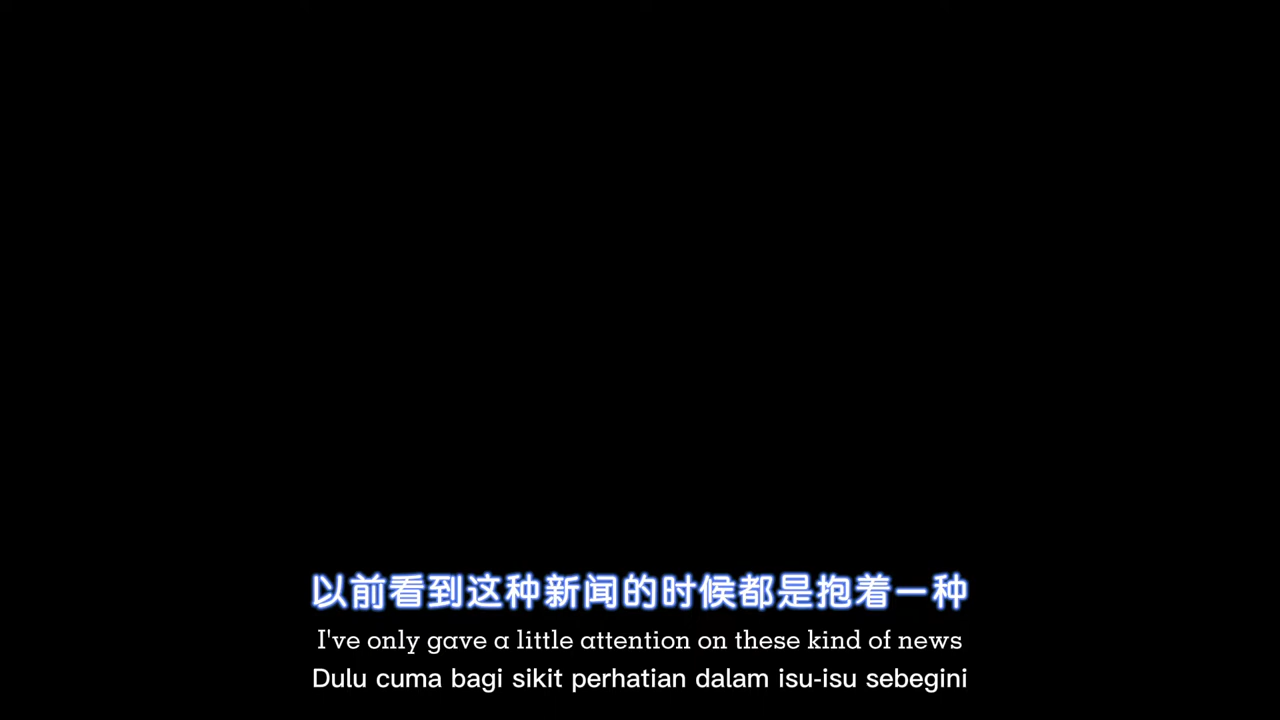 以前看到这种新闻的时候都是抱着一种
I've only gave a little attention on these kind of news
Dulu cuma bagi sikit perhatian dalam isu-isu sebegini